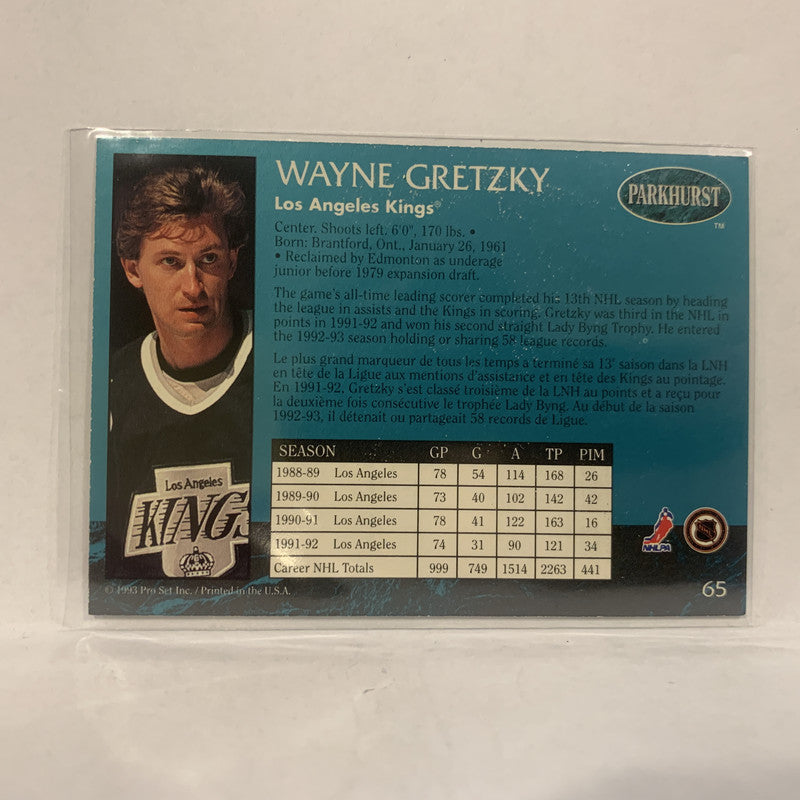 WAYNE GRETZKY
Los Angeles Kings®
PARKHURST
TM
Center. Shoots left. 6'0", 170 lbs. •
Born: Brantford, Ont., January 26, 1961
• Reclaimed by Edmonton as underage
junior before 1979 expansion draft.
The game's all-time leading scorer completed his 13th NHL season by heading
the league in assists and the Kings in scoring. Gretzky was third in the NHL in
points in 1991-92 and won his second straight Lady Byng Trophy. He entered
the 1992-93 season holding or sharing 58 league records.
Le plus grand marqueur de tous les temps a terminé sa 13e saison dans la LNH
en tête de la Ligue aux mentions d'assistance et en tête des Kings au pointage.
En 1991-92, Gretzky s'est classé troisième de la LNH au points et a reçu pour
la deuxième fois consécutive le trophée Lady Byng. Au début de la saison
1992-93, il détenait ou partageait 58 records de Ligue.
SEASON GP G A TP PIM
1988-89 Los Angeles 78 54 114 168 26
1989-90 Los Angeles 73 40 102 142 42
1990-91 Los Angeles 78 41 122 163 16
1991-92 Los Angeles 74 31 90 121 34
Career NHL Totals 999 749 1514 2263 441
Los Angeles
KINGS
NHLPA
© 1993 Pro Set Inc. / Printed in the U.S.A.
65